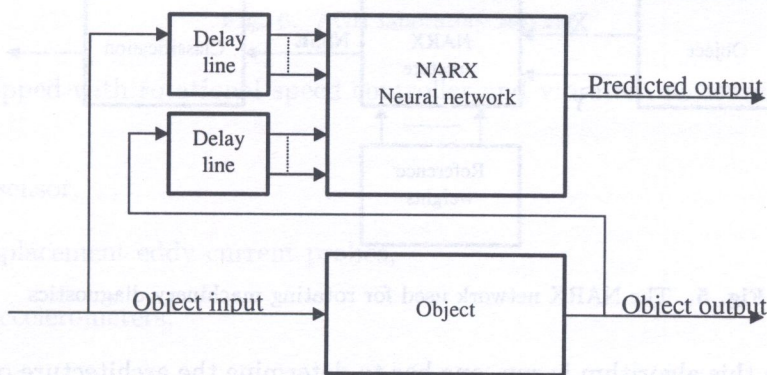 Delay
line
NARX
Neural network
Predicted output
Delay
line
Object input
Object
Object output